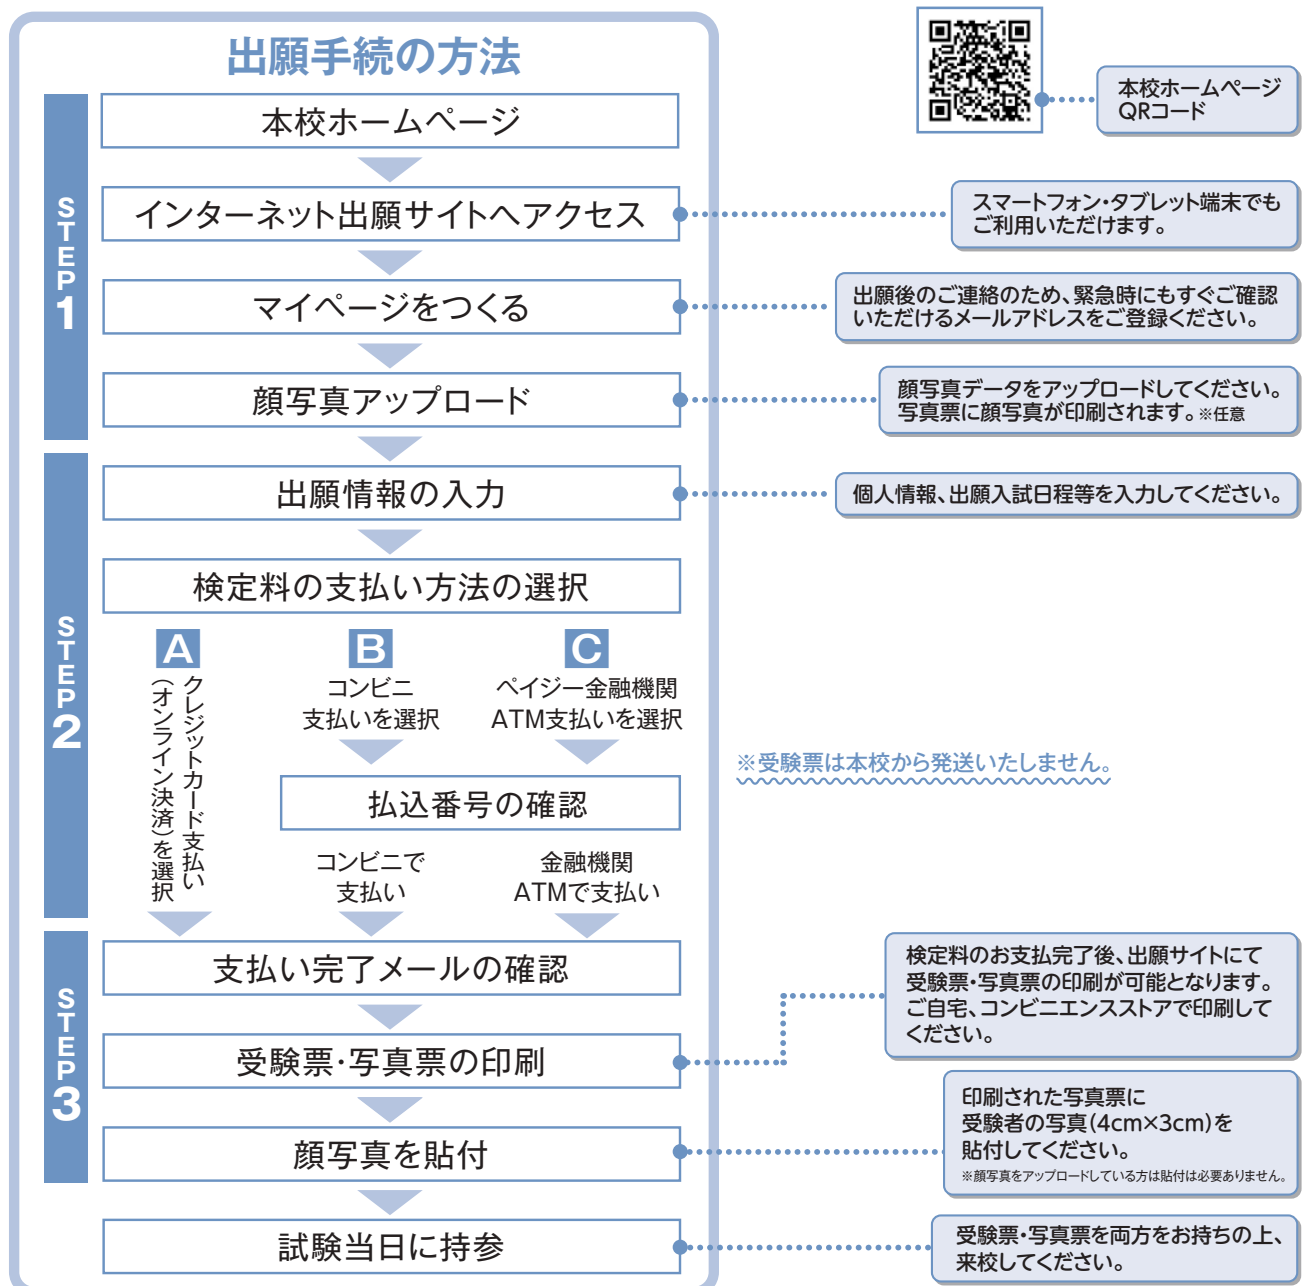 出願手続の方法
本校ホームページ
QRコード
STEP1
本校ホームページ
インターネット出願サイトへアクセス
スマートフォン・タブレット端末でも
ご利用いただけます。
マイページをつくる
出願後のご連絡のため、緊急時にもすぐご確認
いただけるメールアドレスをご登録ください。
顔写真アップロード
顔写真データをアップロードしてください。
写真票に顔写真が印刷されます。※任意
STEP2
出願情報の入力
個人情報、出願入試日程等を入力してください。
検定料の支払い方法の選択
A
クレジットカード支払い
（オンライン決済）を選択
B
コンビニ
支払いを選択
C
ペイジー金融機関
ATM支払いを選択
払込番号の確認
コンビニで
支払い
金融機関
ATMで支払い
※受験票は本校から発送いたしません。
STEP3
支払い完了メールの確認
受験票・写真票の印刷
検定料のお支払完了後、出願サイトにて
受験票・写真票の印刷が可能となります。
ご自宅、コンビニエンスストアで印刷して
ください。
顔写真を貼付
印刷された写真票に
受験者の写真（4cm×3cm）を
貼付してください。
※顔写真をアップロードしている方は貼付は必要ありません。
試験当日に持参
受験票・写真票を両方をお持ちの上、
来校してください。